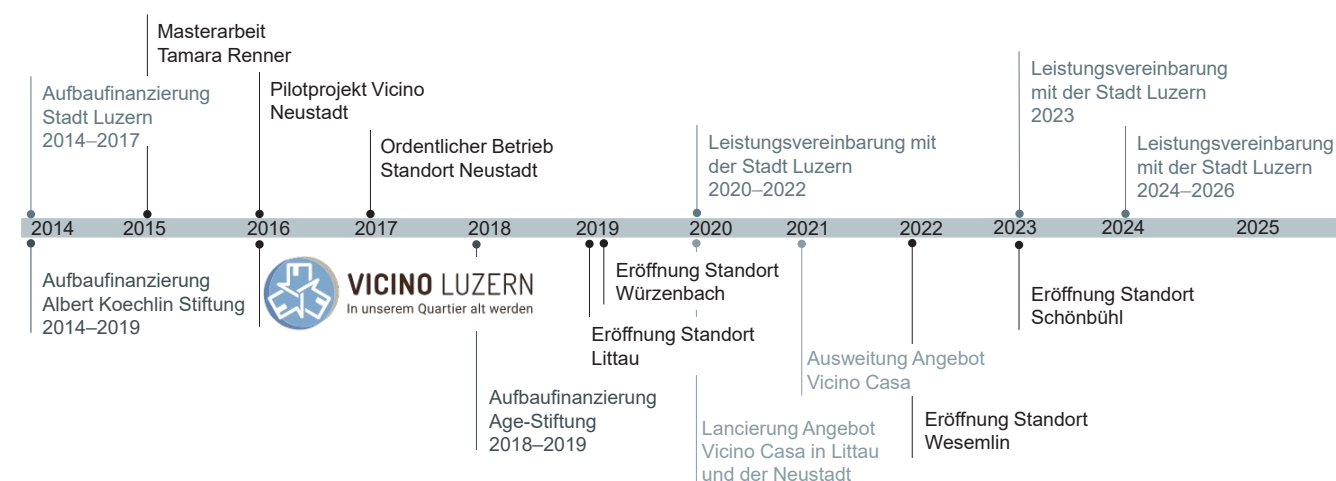 Masterarbeit
Tamara Renner
Aufbaufinanzierung
Stadt Luzern
2014–2017
Pilotprojekt Vicino
Neustadt
Ordentlicher Betrieb
Standort Neustadt
Leistungsvereinbarung mit
der Stadt Luzern
2020–2022
Leistungsvereinbarung
mit der Stadt Luzern
2023
Leistungsvereinbarung
mit der Stadt Luzern
2024–2026
2014 2015 2016 2017 2018 2019 2020 2021 2022 2023 2024 2025
Aufbaufinanzierung
Albert Koechlin Stiftung
2014–2019
VICINO LUZERN
In unserem Quartier alt werden
Aufbaufinanzierung
Age-Stiftung
2018–2019
Eröffnung Standort
Würzenbach
Eröffnung Standort
Littau
Lancierung Angebot
Vicino Casa in Littau
und der Neustadt
Ausweitung Angebot
Vicino Casa
Eröffnung Standort
Wesemlin
Eröffnung Standort
Schönbühl